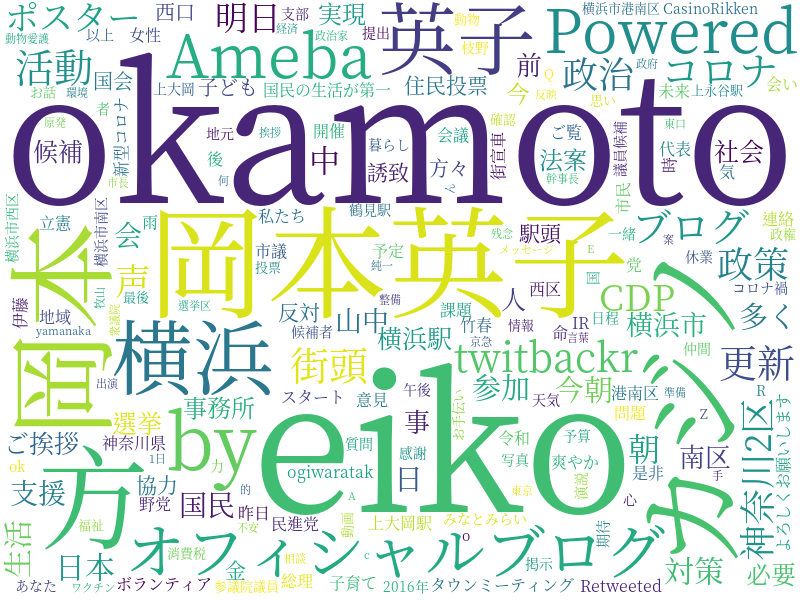 ポスター 西口 支部 実現 明日 英子 動物 横浜市港南区 CasinoRikken
動物愛護 以上 女性 経済 政治家 提出 Ameba 枝野 Powered
活動 国会 お話 環境 上大岡 子ども 国民の生活が第一 住民投票 前 政治 Q 政府 反映 コロナ
okamoto
者 今 思い 未来 上永谷駅 会い
原発 新型コロナ 地元 挨拶 開催 暮らし 会議 確認 ご覧 議員候補 代表 東口
候補 市長 後 何 中 誘致 方々 ん 街宣車 法案 幹事長 市民 時 気 社会
横浜市西区 立憲 横浜市南区 雨 私たち 鶴見駅 残念 メッセージ E 一緒 ブログ 連絡 政権
岡本英子
岡本 会 声 市議 投票 予定 純一 駅頭 国 党 案 休業 政策
伊藤 牧山 最後 選挙区 反対 整備 西区 人 CDP コロナ禍 多く
yamanaka 地域 衆議院 候補者 山中 課題 竹春 情報 IR 命 言葉 日程 横浜市
横浜 街頭 横浜駅 京急 twitbackr 仲間 更新
出演 スタート 意見 午後 参加 お手伝い 天気 今朝 港南区 準備 R
方 選挙 事務所 by eiko カジノ
ご挨拶 神奈川県 1日 力 質問 事 感謝 令和 予算 問題 Z 朝 南区 神奈川2区 よろしくお願いします
ok 支援 協力 野党 国民 昨日 的 不安 ogiwaratak 日 写真 爽やか 東京 演説 是非 手 心
生活 福祉 民進党 A 動画 上大岡駅 みなとみらい o 期待
日本 オフィシャルブログ 消費税 金 相談 c 掲示 対策 必要
あなた ワクチン ボランティア 参議院議員 総理 子育て 2016年 タウンミーティング Retweeted